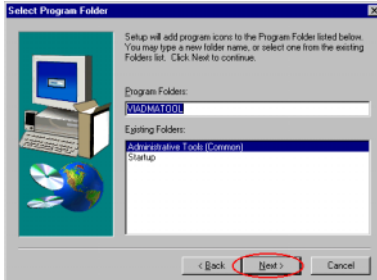 Select Program Folder
Setup will add program icons to the Program Folder listed below.
You may type a new folder name, or select one from the existing
Folders list. Click Next to continue.
Program Folders:
VIADMATOOL
Existing Folders:
Administrative Tools (Common)
Startup
< Back
Next >
Cancel